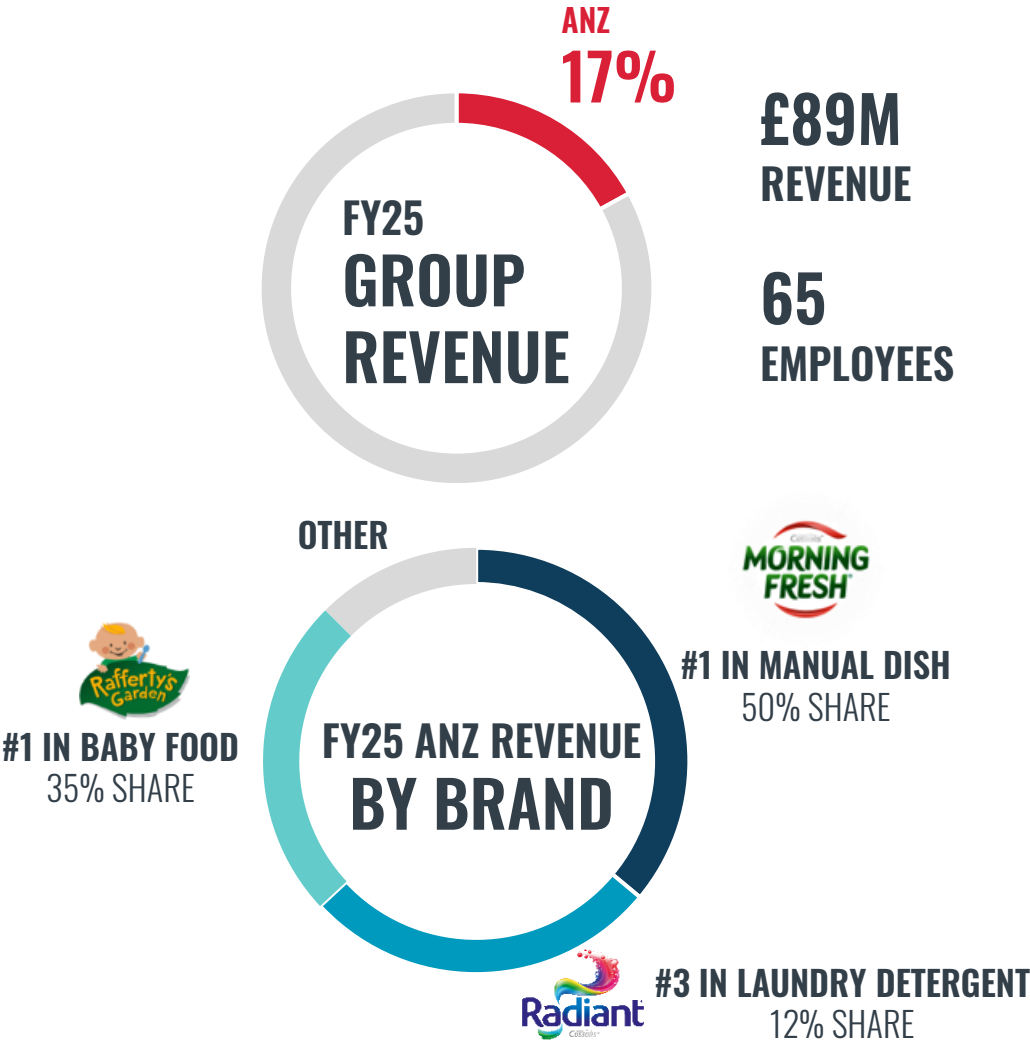 ANZ
17%
£89M
REVENUE
FY25
GROUP
REVENUE
65
EMPLOYEES
OTHER
Cussons
MORNING
FRESH
#1 IN MANUAL DISH
50% SHARE
Rafferty's
Garden
#1 IN BABY FOOD
35% SHARE
FY25 ANZ REVENUE
BY BRAND
Radiant
Cussons
#3 IN LAUNDRY DETERGENT
12% SHARE